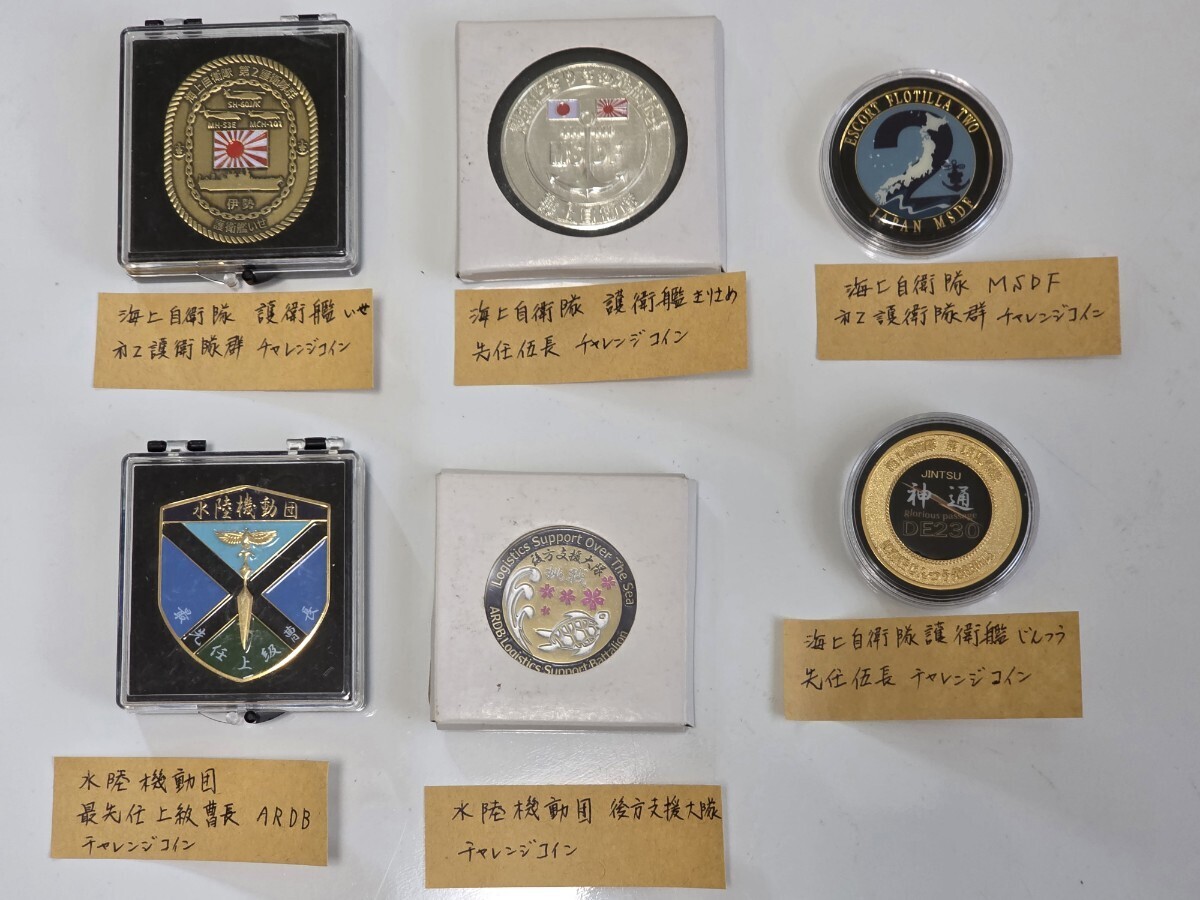 海上自衛隊 第2護衛隊群
SH-60J/K
MH-53E MCH-101
伊勢
護衛艦いせ
海上自衛隊 護衛艦 いせ
才2護衛隊群 チャレンジコイン
海上自衛隊
海上自衛隊 護衛艦 きりさめ
先任伍長 チャレンジコイン
ESCORT FLOTILLA TWO
2
JAPAN MSDF
海上自衛隊 MSDF
才2護衛隊群 チャレンジコイン
水陸機動団
最先任上級曹長
水陸機動団
最先任上級曹長 ARDB
チャレンジコイン
Logistics Support Over The Sea
後方支援大隊
ARDB Logistics Support Battalion
水陸機動団 後方支援大隊
チャレンジコイン
JINTSU
神通
glorious passage
DE230
海上自衛隊護衛艦 じんつう
先任伍長 チャレンジコイン